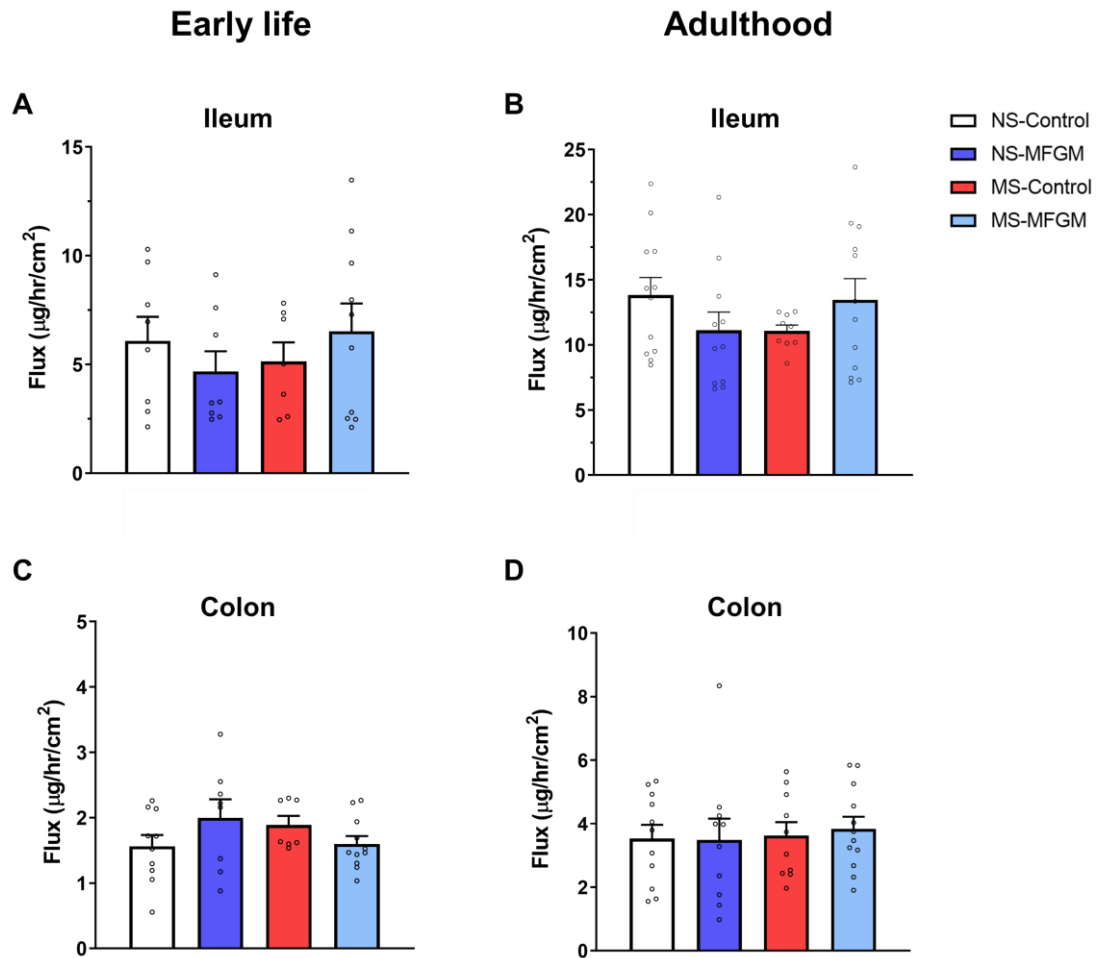 Early life
Adulthood
A
Ileum
15
10
5
0
Flux (µg/hr/cm²)
B
Ileum
25
20
15
10
5
0
Flux (µg/hr/cm²)
NS-Control
NS-MFGM
MS-Control
MS-MFGM
C
Colon
5
4
3
2
1
0
Flux (µg/hr/cm²)
D
Colon
10
8
6
4
2
0
Flux (µg/hr/cm²)